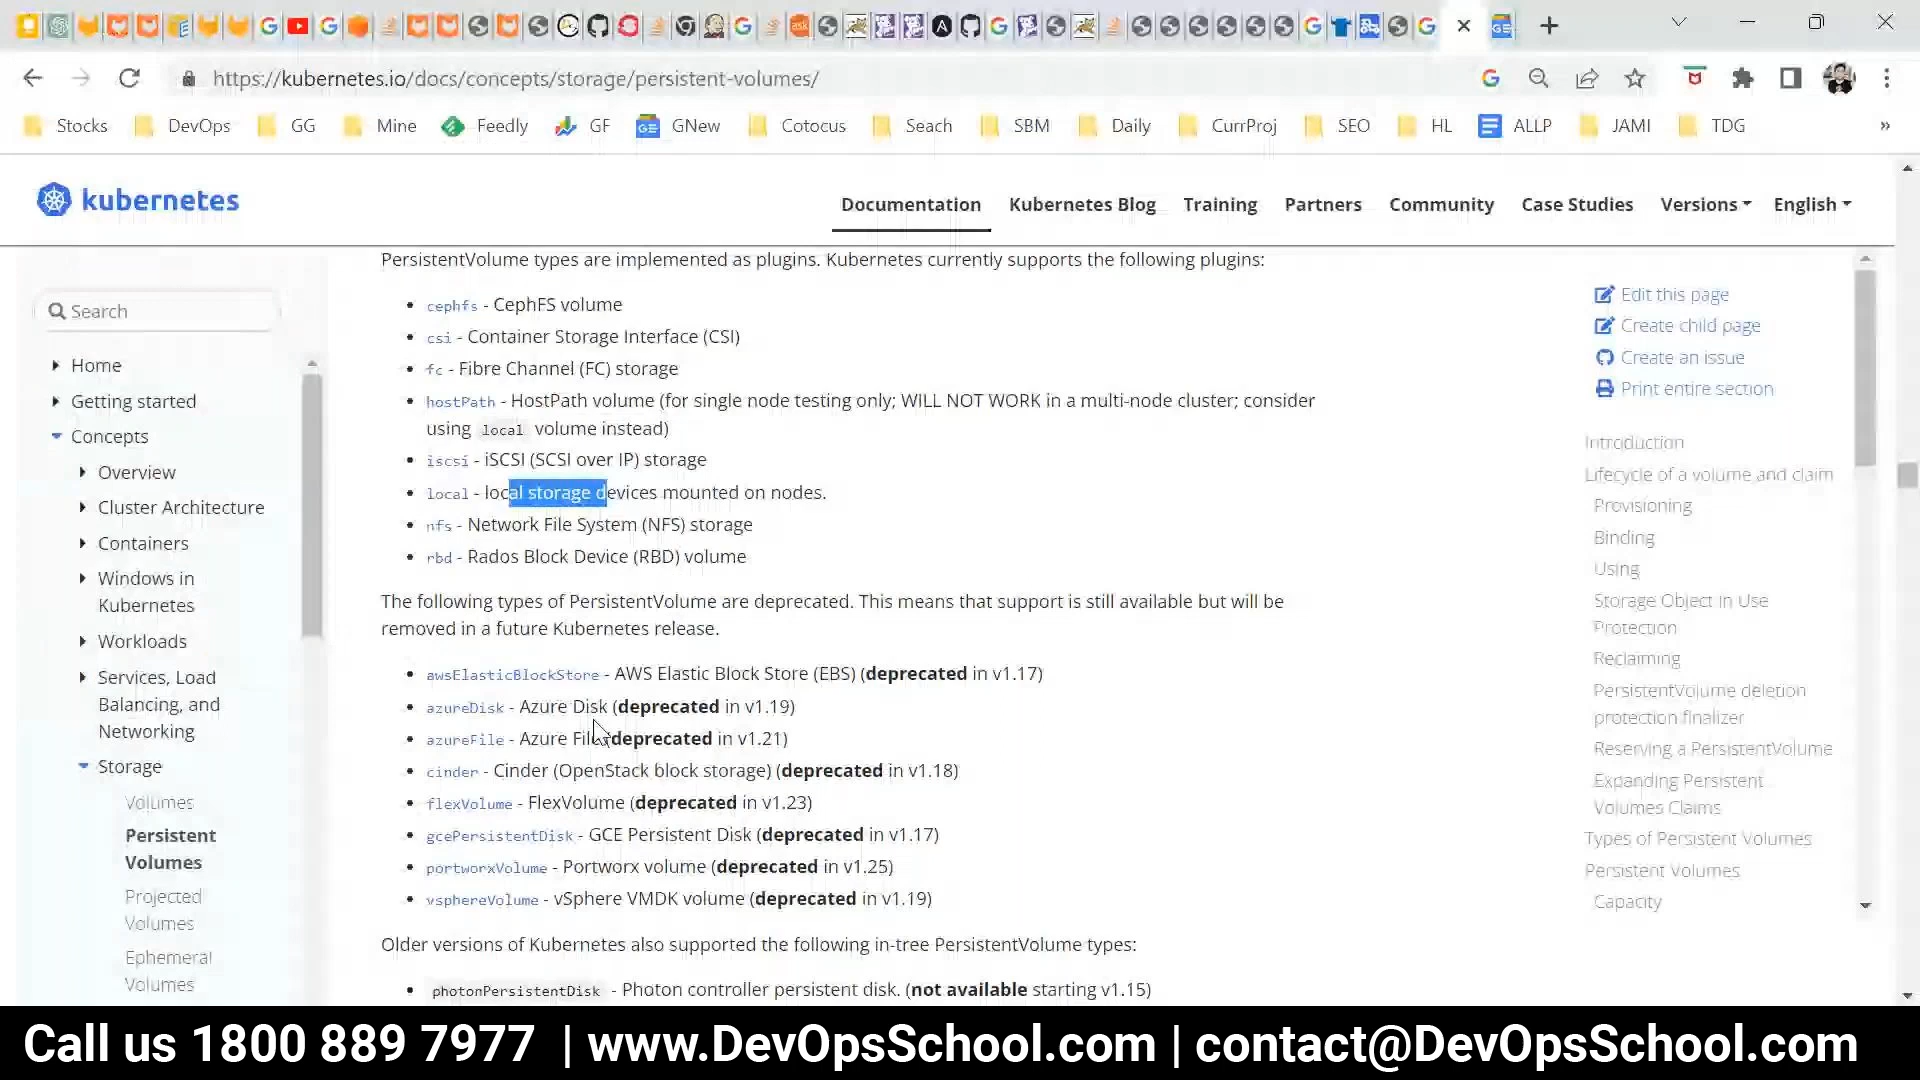 https://kubernetes.io/docs/concepts/storage/persistent-volumes/
Stocks DevOps GG Mine Feedly GF GNew Cotocus Seach SBM Daily CurrProj SEO HL ALLP JAMI TDG »
kubernetes
Documentation Kubernetes Blog Training Partners Community Case Studies Versions English
Search
Home
Getting started
Concepts
Overview
Cluster Architecture
Containers
Windows in
Kubernetes
Workloads
Services, Load
Balancing, and
Networking
Storage
Volumes
Persistent
Volumes
Projected
Volumes
Ephemeral
Volumes
PersistentVolume types are implemented as plugins. Kubernetes currently supports the following plugins:
• cephfs - CephFS volume
• csi - Container Storage Interface (CSI)
• fc - Fibre Channel (FC) storage
• hostPath - HostPath volume (for single node testing only; WILL NOT WORK in a multi-node cluster; consider
using local volume instead)
• iscsi - iSCSI (SCSI over IP) storage
• local - local storage devices mounted on nodes.
• nfs - Network File System (NFS) storage
• rbd - Rados Block Device (RBD) volume
The following types of PersistentVolume are deprecated. This means that support is still available but will be
removed in a future Kubernetes release.
• awsElasticBlockStore - AWS Elastic Block Store (EBS) (deprecated in v1.17)
• azureDisk - Azure Disk (deprecated in v1.19)
• azureFile - Azure File (deprecated in v1.21)
• cinder - Cinder (OpenStack block storage) (deprecated in v1.18)
• flexVolume - FlexVolume (deprecated in v1.23)
• gcePersistentDisk - GCE Persistent Disk (deprecated in v1.17)
• portworxVolume - Portworx volume (deprecated in v1.25)
• vsphereVolume - vSphere VMDK volume (deprecated in v1.19)
Older versions of Kubernetes also supported the following in-tree PersistentVolume types:
• photonPersistentDisk - Photon controller persistent disk. (not available starting v1.15)
Edit this page
Create child page
Create an issue
Print entire section
Introduction
Lifecycle of a volume and claim
Provisioning
Binding
Using
Storage Object in Use
Protection
Reclaiming
PersistentVolume deletion
protection finalizer
Reserving a PersistentVolume
Expanding Persistent
Volumes Claims
Types of Persistent Volumes
Persistent Volumes
Capacity
Call us 1800 889 7977 | www.DevOpsSchool.com | contact@DevOpsSchool.com